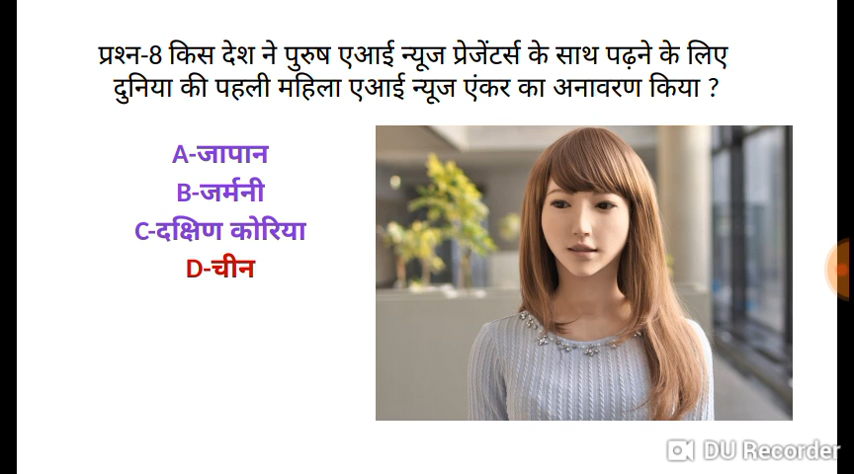 प्रश्न-8 किस देश ने पुरुष एआई न्यूज प्रेजेंटर्स के साथ पढ़ने के लिए
दुनिया की पहली महिला एआई न्यूज एंकर का अनावरण किया ?
A-जापान
B-जर्मनी
C-दक्षिण कोरिया
D-चीन
DU Recorder